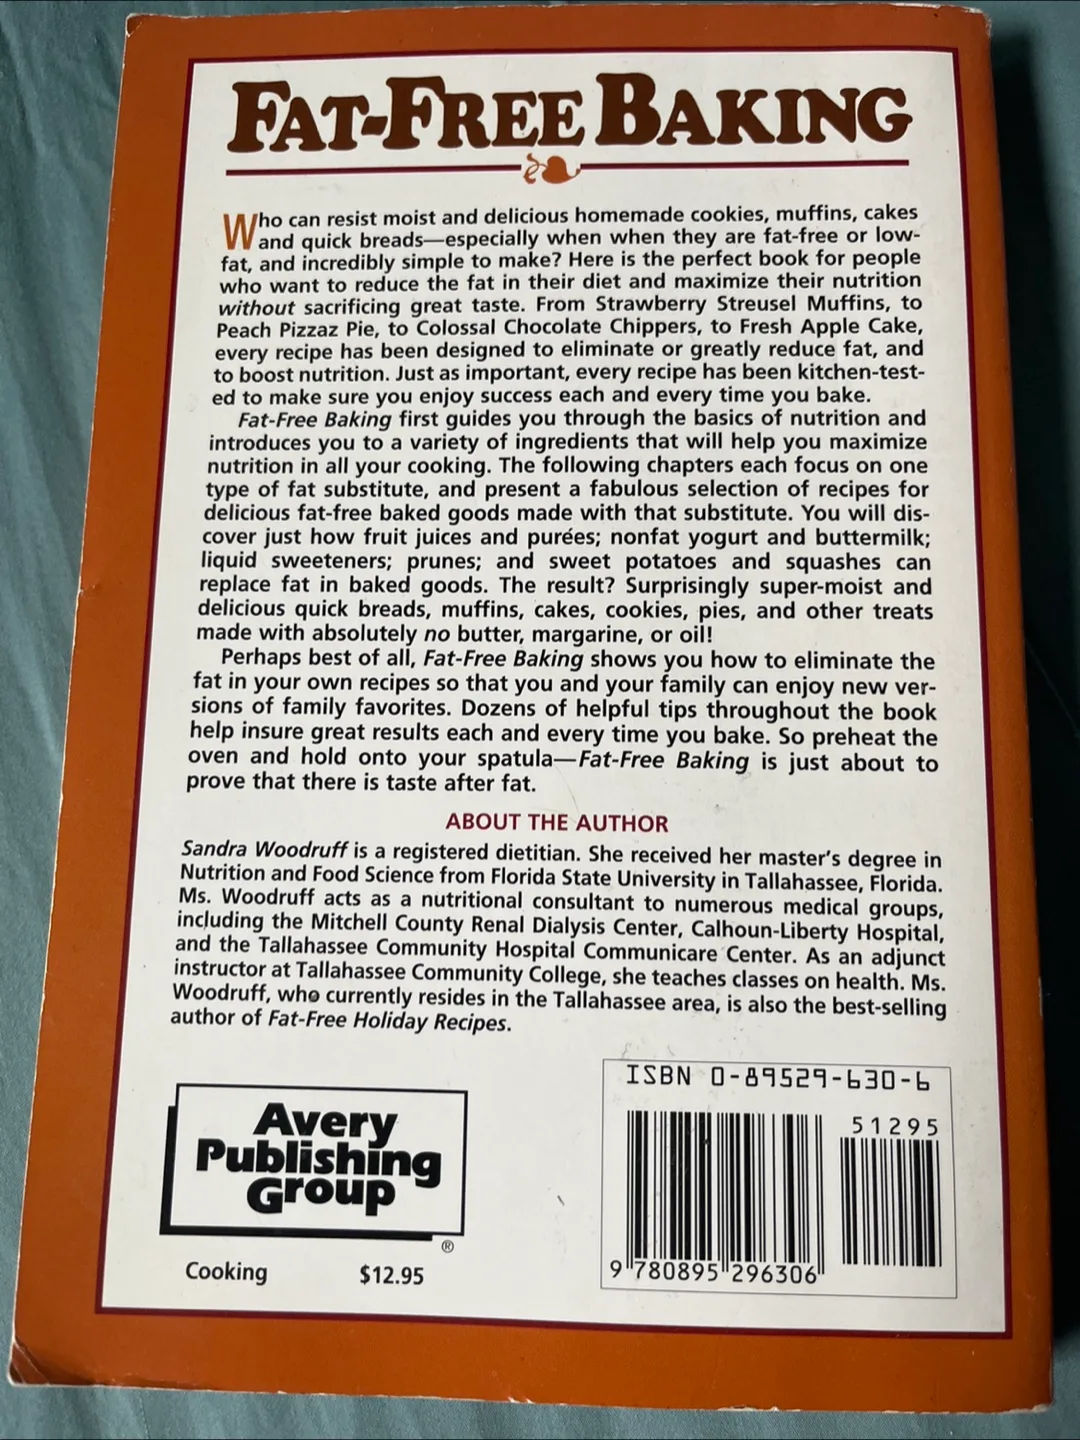 FAT-FREE BAKING
Who can resist moist and delicious homemade cookies, muffins, cakes
and quick breads—especially when when they are fat-free or low-
fat, and incredibly simple to make? Here is the perfect book for people
who want to reduce the fat in their diet and maximize their nutrition
without sacrificing great taste. From Strawberry Streusel Muffins, to
Peach Pizzaz Pie, to Colossal Chocolate Chippers, to Fresh Apple Cake,
every recipe has been designed to eliminate or greatly reduce fat, and
to boost nutrition. Just as important, every recipe has been kitchen-test-
ed to make sure you enjoy success each and every time you bake.
Fat-Free Baking first guides you through the basics of nutrition and
introduces you to a variety of ingredients that will help you maximize
nutrition in all your cooking. The following chapters each focus on one
type of fat substitute, and present a fabulous selection of recipes for
delicious fat-free baked goods made with that substitute. You will dis-
cover just how fruit juices and purées; nonfat yogurt and buttermilk;
liquid sweeteners; prunes; and sweet potatoes and squashes can
replace fat in baked goods. The result? Surprisingly super-moist and
delicious quick breads, muffins, cakes, cookies, pies, and other treats
made with absolutely no butter, margarine, or oil!
Perhaps best of all, Fat-Free Baking shows you how to eliminate the
fat in your own recipes so that you and your family can enjoy new ver-
sions of family favorites. Dozens of helpful tips throughout the book
help insure great results each and every time you bake. So preheat the
oven and hold onto your spatula—Fat-Free Baking is just about to
prove that there is taste after fat.
ABOUT THE AUTHOR
Sandra Woodruff is a registered dietitian. She received her master's degree in
Nutrition and Food Science from Florida State University in Tallahassee, Florida.
Ms. Woodruff acts as a nutritional consultant to numerous medical groups,
including the Mitchell County Renal Dialysis Center, Calhoun-Liberty Hospital,
and the Tallahassee Community Hospital Communicare Center. As an adjunct
instructor at Tallahassee Community College, she teaches classes on health. Ms.
Woodruff, who currently resides in the Tallahassee area, is also the best-selling
author of Fat-Free Holiday Recipes.
Avery
Publishing
Group
®
Cooking $12.95
ISBN 0-89529-630-6
51295
9 780895 296306